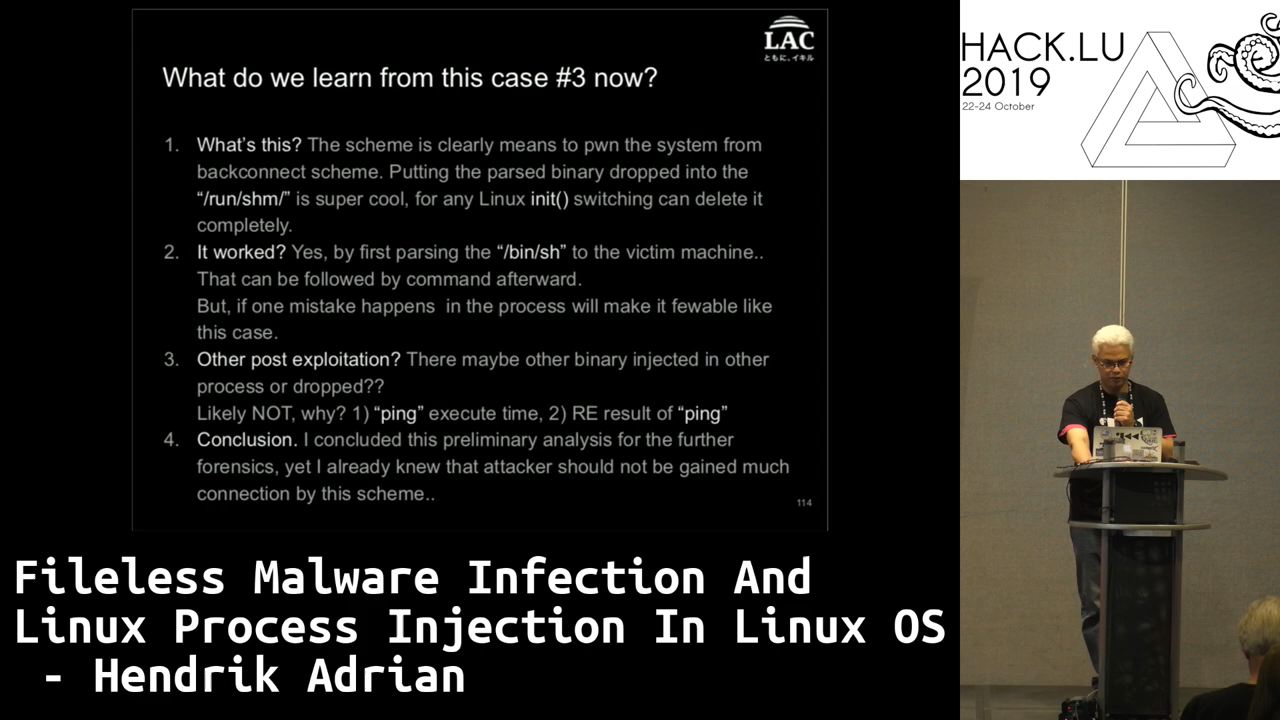 LAC
ともに、イキル
What do we learn from this case #3 now?
1. What's this? The scheme is clearly means to pwn the system from
backconnect scheme. Putting the parsed binary dropped into the
“/run/shm/” is super cool, for any Linux init() switching can delete it
completely.
2. It worked? Yes, by first parsing the “/bin/sh” to the victim machine..
That can be followed by command afterward.
But, if one mistake happens in the process will make it fewable like
this case.
3. Other post exploitation? There maybe other binary injected in other
process or dropped??
Likely NOT, why? 1) “ping” execute time, 2) RE result of “ping”
4. Conclusion. I concluded this preliminary analysis for the further
forensics, yet I already knew that attacker should not be gained much
connection by this scheme..
114
HACK.LU
2019
22-24 October
Fileless Malware Infection And
Linux Process Injection In Linux OS
- Hendrik Adrian